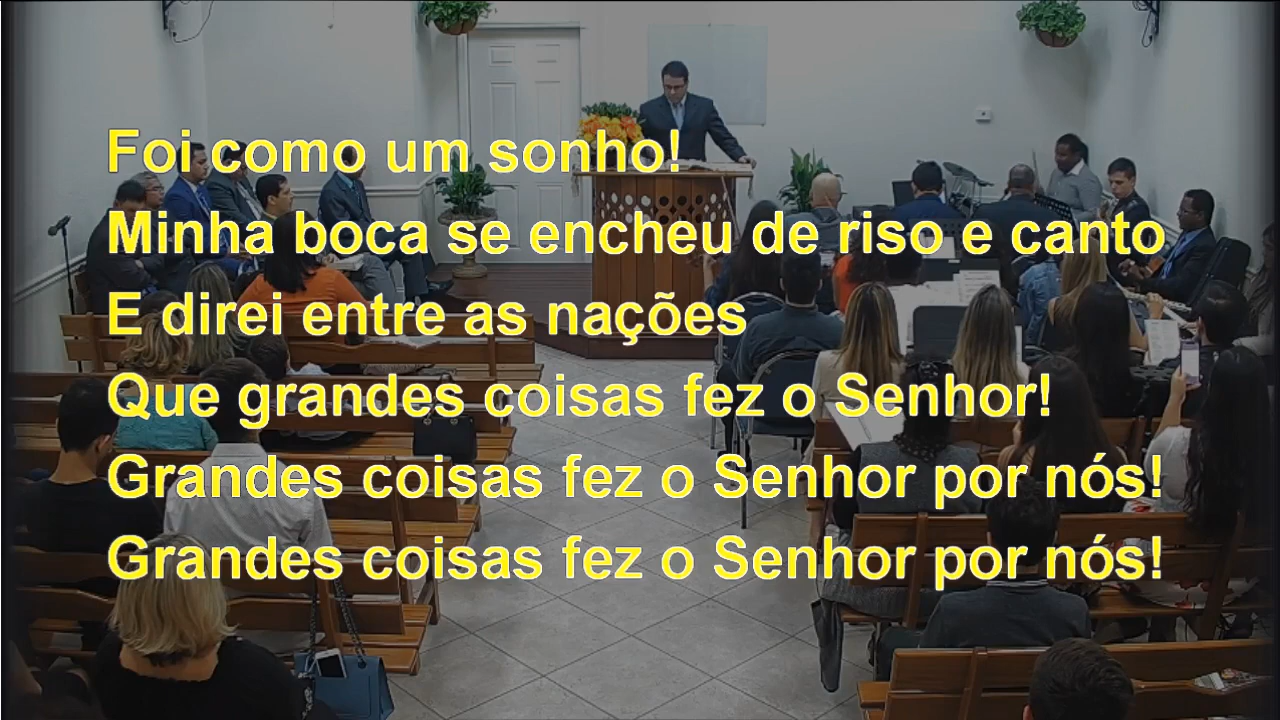 Foi como um sonho!
Minha boca se encheu de riso e canto
E direi entre as nações
Que grandes coisas fez o Senhor!
Grandes coisas fez o Senhor por nós!
Grandes coisas fez o Senhor por nós!